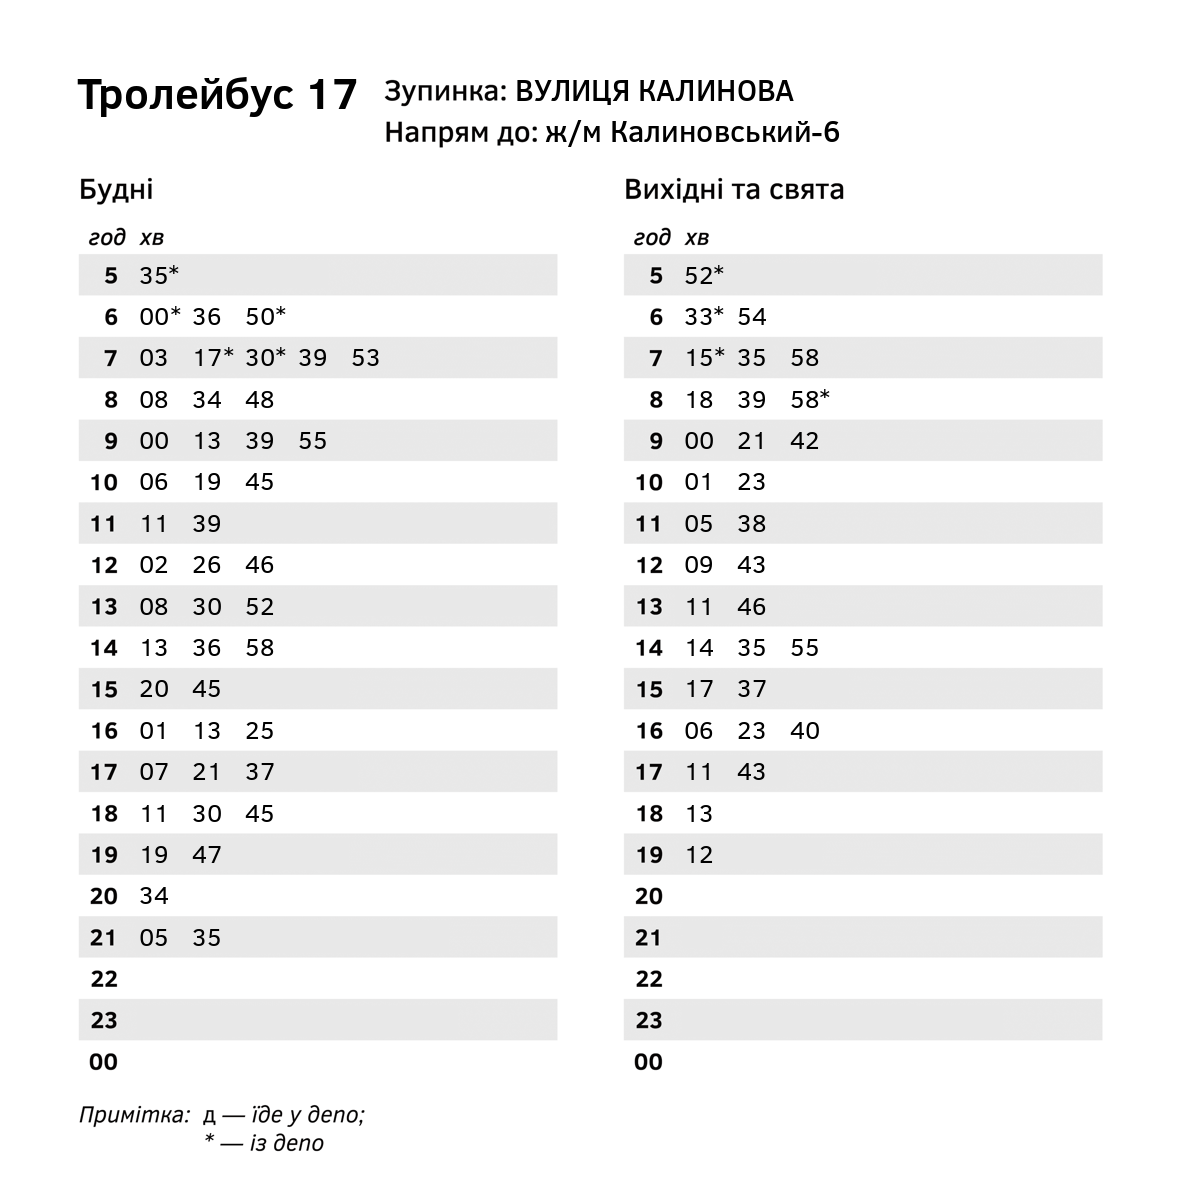 Тролейбус 17
Зупинка: ВУЛИЦЯ КАЛИНОВА
Напрям до: ж/м Калиновський-6
Будні
год хв
5 35*
6 00* 36 50*
7 03 17* 30* 39 53
8 08 34 48
9 00 13 39 55
10 06 19 45
11 11 39
12 02 26 46
13 08 30 52
14 13 36 58
15 20 45
16 01 13 25
17 07 21 37
18 11 30 45
19 19 47
20 34
21 05 35
22
23
00
Вихідні та свята
год хв
5 52*
6 33* 54
7 15* 35 58
8 18 39 58*
9 00 21 42
10 01 23
11 05 38
12 09 43
13 11 46
14 14 35 55
15 17 37
16 06 23 40
17 11 43
18 13
19 12
20
21
22
23
00
Примітка: д — їде у депо;
* — із депо